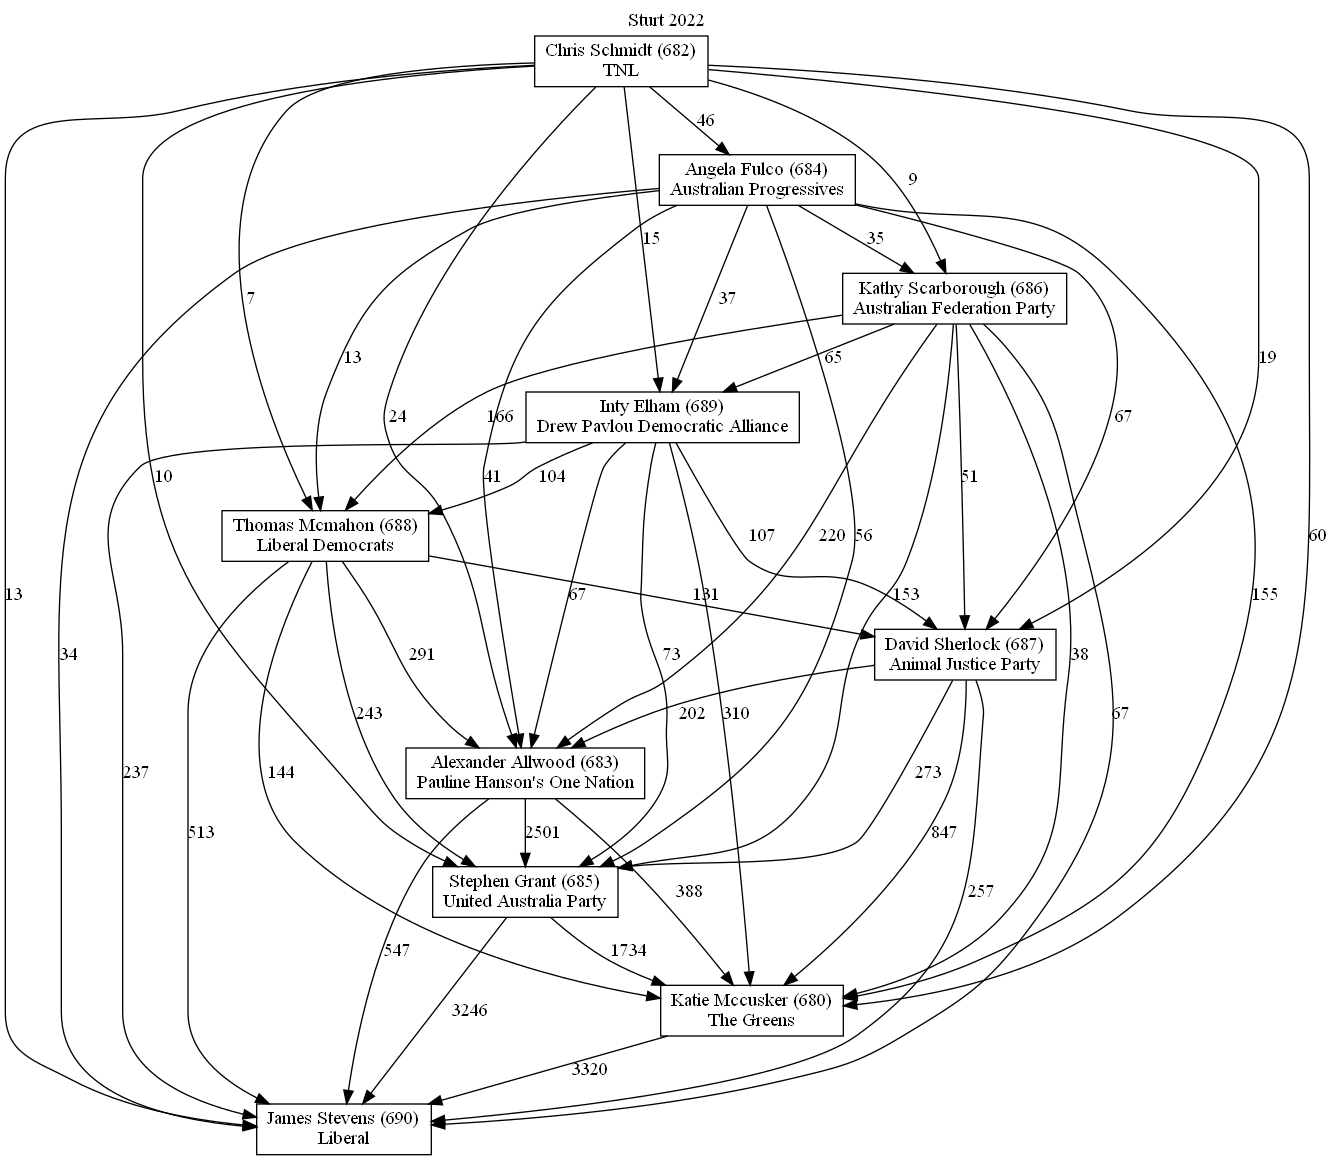 Sturt 2022
Chris Schmidt (682)
TNL
46
Angela Fulco (684)
Australian Progressives
9
15
37
35
Kathy Scarborough (686)
Australian Federation Party
7
13
65
19
Inty Elham (689)
Drew Pavlou Democratic Alliance
24
166
67
10
41
104
51
Thomas Mcmahon (688)
Liberal Democrats
107
220
56
60
13
67
131
153
155
David Sherlock (687)
Animal Justice Party
34
291
73
38
243
202
310
67
Alexander Allwood (683)
Pauline Hanson's One Nation
237
144
273
513
2501
847
Stephen Grant (685)
United Australia Party
388
257
547
1734
Katie Mccusker (680)
The Greens
3246
3320
James Stevens (690)
Liberal